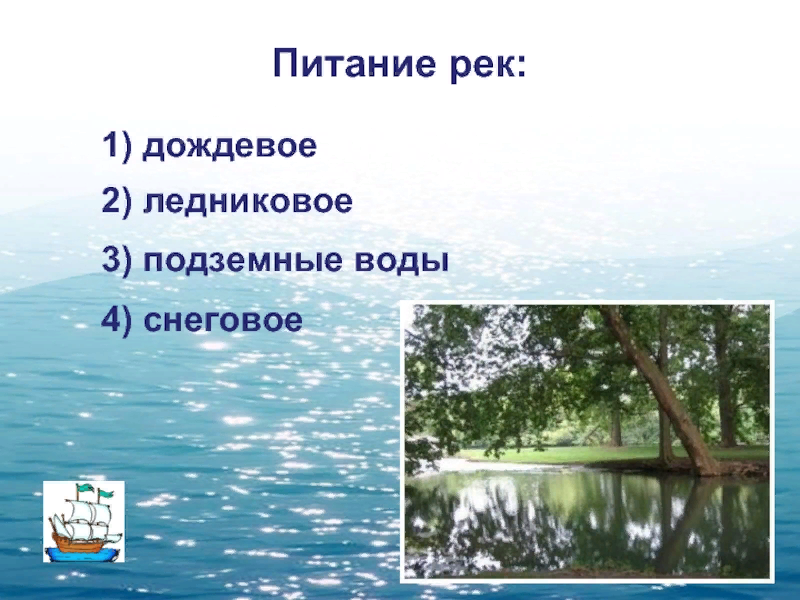 Питание рек:
1) дождевое
2) ледниковое
3) подземные воды
4) снеговое